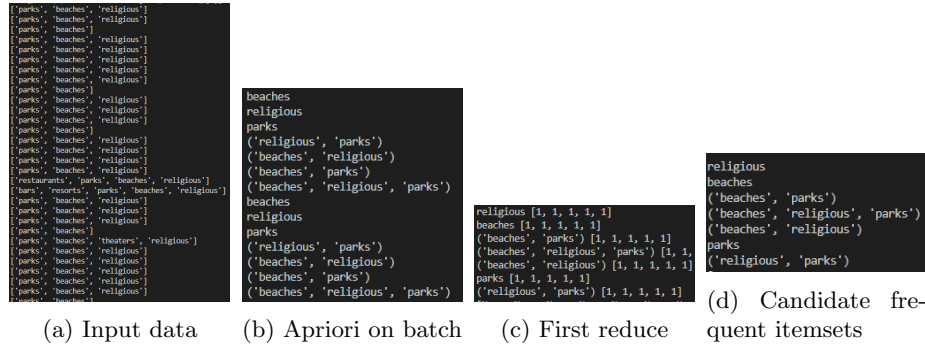 ['parks', 'beaches', 'religious']
['parks', 'beaches', 'religious']
['parks', 'beaches']
['parks', 'beaches', 'religious']
['parks', 'beaches', 'religious']
['parks', 'beaches', 'religious']
['parks', 'beaches', 'religious']
['parks', 'beaches', 'religious']
['parks', 'beaches']
['parks', 'beaches', 'religious']
['parks', 'beaches', 'religious']
['parks', 'beaches', 'religious']
['parks', 'beaches']
['parks', 'beaches', 'religious']
['parks', 'beaches', 'religious']
['parks', 'beaches', 'religious']
['parks', 'beaches', 'religious']
['restaurants', 'parks', 'beaches', 'religious']
['bars', 'resorts', 'parks', 'beaches', 'religious']
['parks', 'beaches', 'religious']
['parks', 'beaches', 'religious']
['parks', 'beaches', 'religious']
['parks', 'beaches']
['parks', 'beaches', 'theaters', 'religious']
['parks', 'beaches', 'religious']
['parks', 'beaches', 'religious']
['parks', 'beaches', 'religious']
['parks', 'beaches', 'religious']
['parks', 'beaches', 'religious']
['parks', 'beaches']
(a) Input data
beaches
religious
parks
('religious', 'parks')
('beaches', 'religious')
('beaches', 'parks')
('beaches', 'religious', 'parks')
beaches
religious
parks
('religious', 'parks')
('beaches', 'religious')
('beaches', 'parks')
('beaches', 'religious', 'parks')
(b) Apriori on batch
religious [1, 1, 1, 1, 1]
beaches [1, 1, 1, 1, 1]
('beaches', 'parks') [1, 1, 1, 1, 1]
('beaches', 'religious', 'parks') [1, 1,
('beaches', 'religious') [1, 1, 1, 1, 1]
parks [1, 1, 1, 1, 1]
('religious', 'parks') [1, 1, 1, 1, 1]
(c) First reduce
religious
beaches
('beaches', 'parks')
('beaches', 'religious', 'parks')
('beaches', 'religious')
parks
('religious', 'parks')
(d) Candidate fre-
quent itemsets